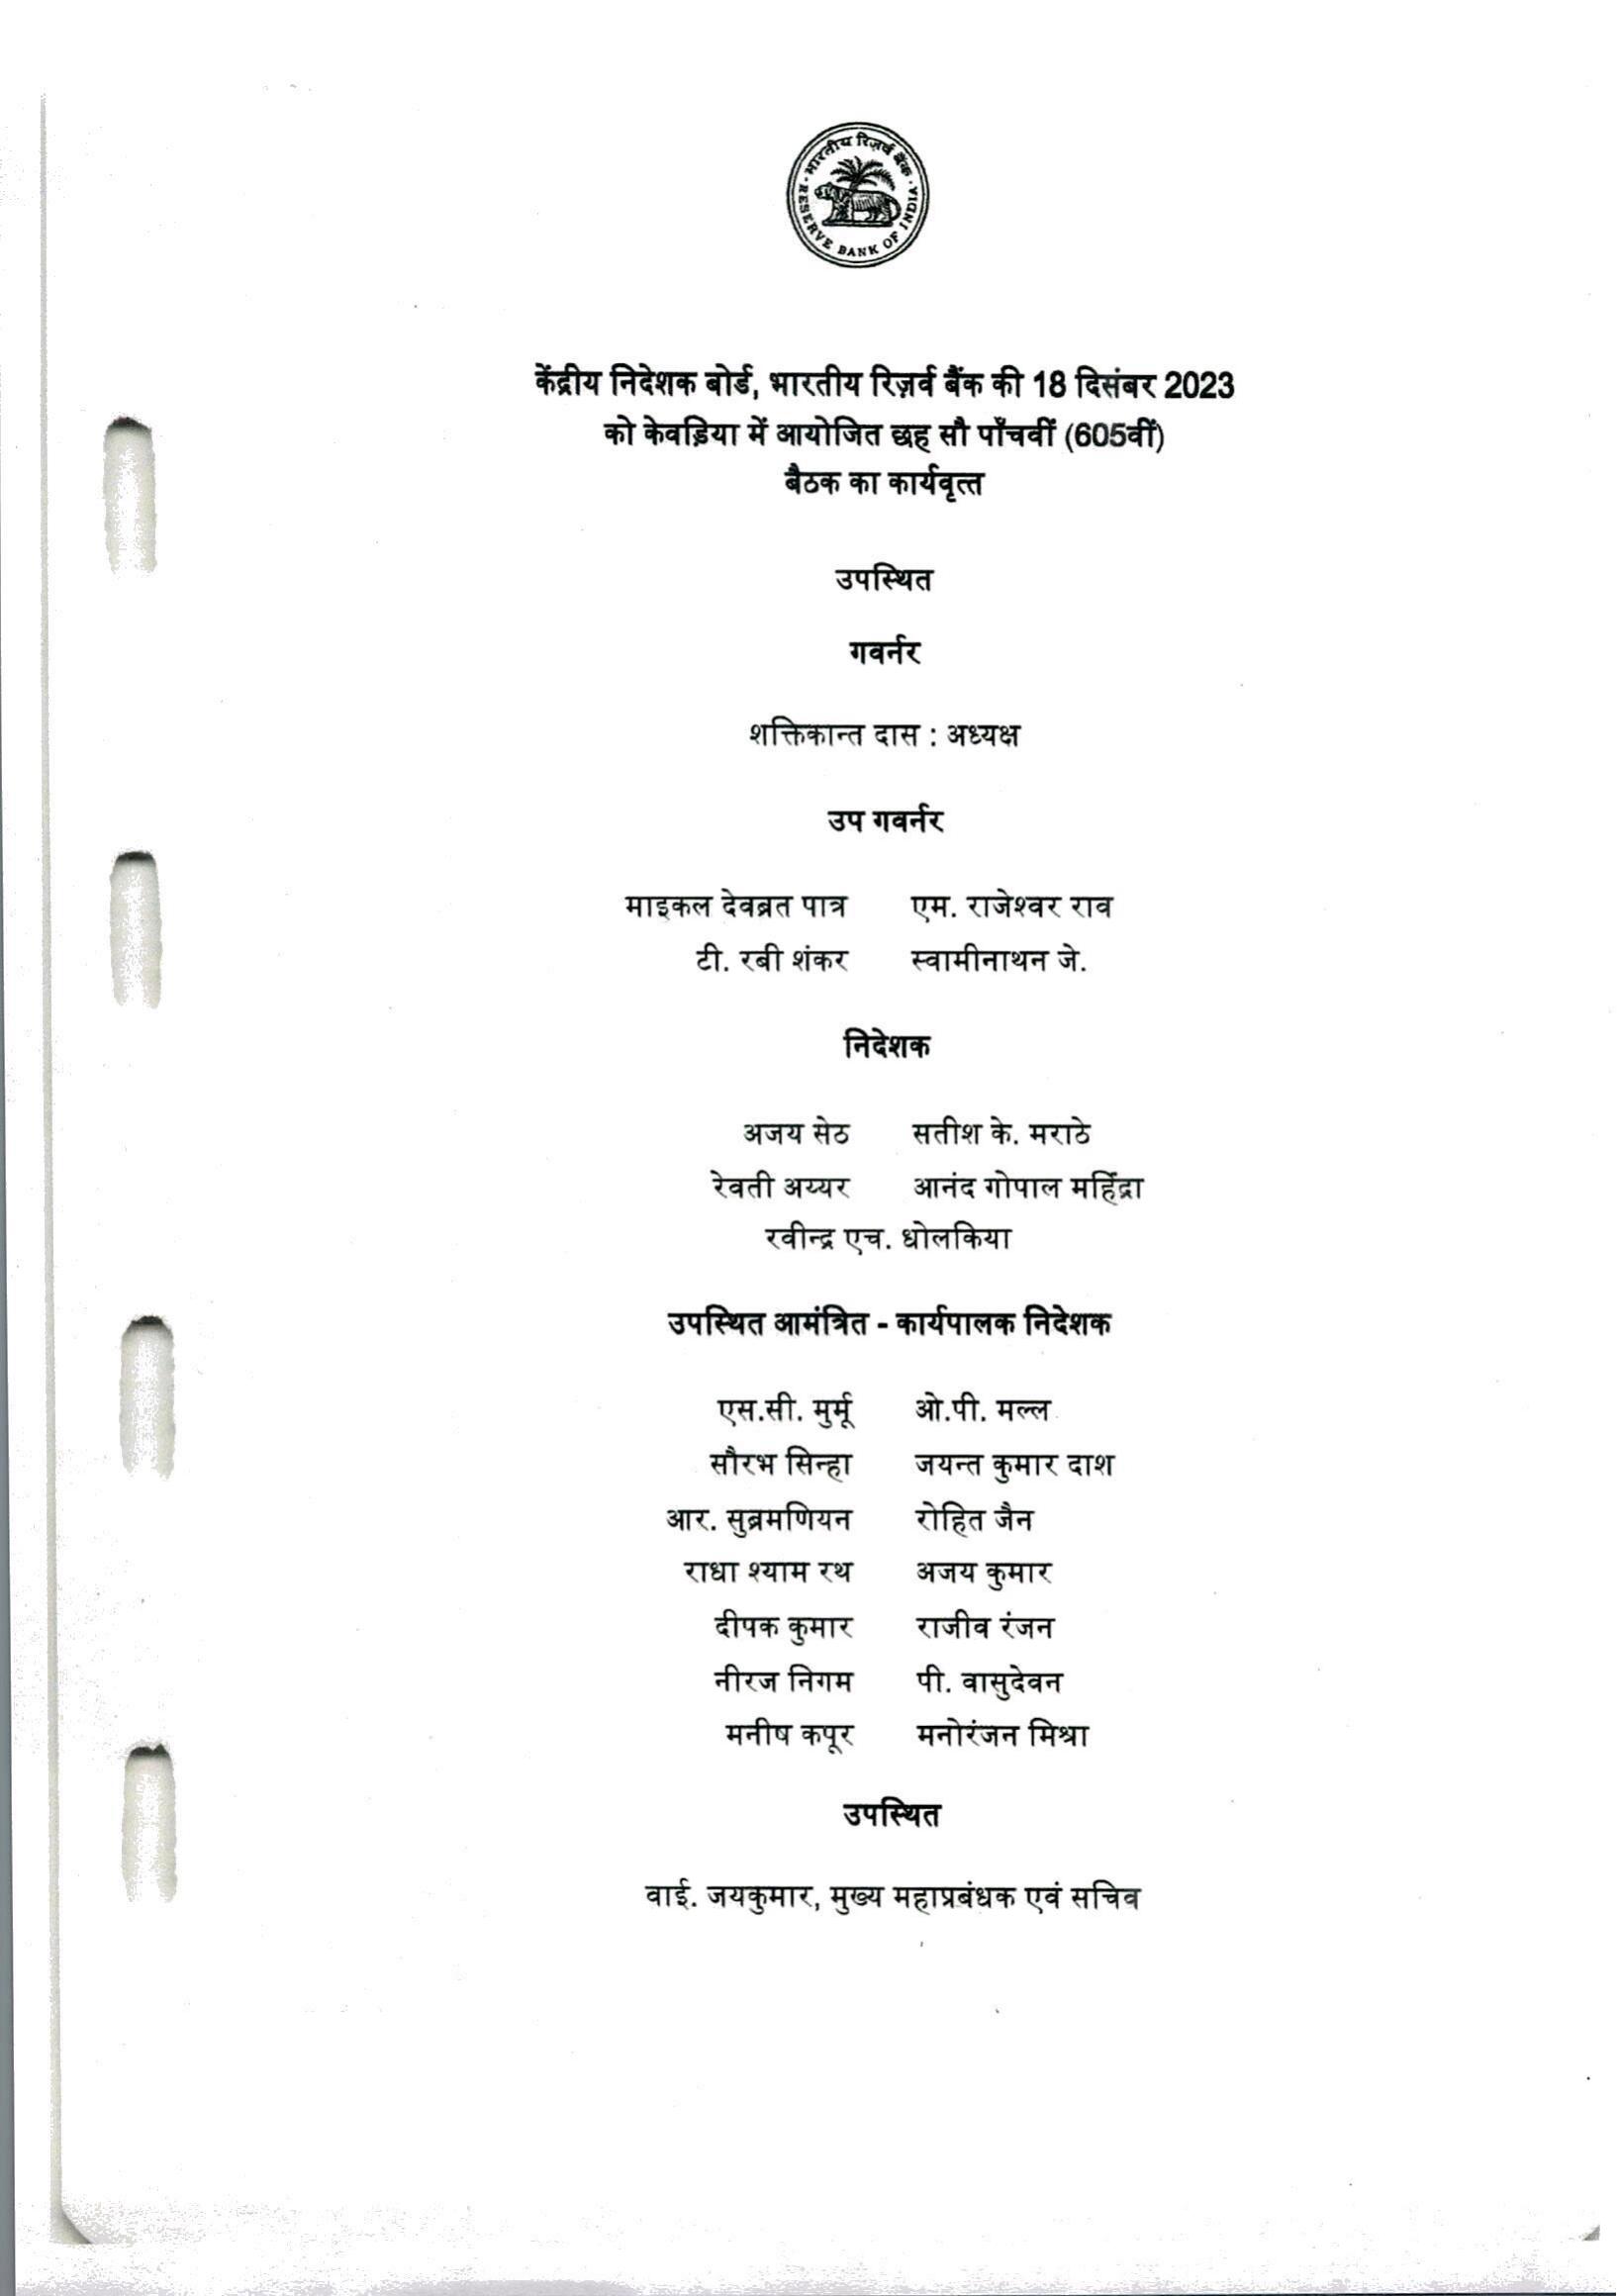 भारतीय रिज़र्व बैंक
RESERVE BANK OF INDIA
केंद्रीय निदेशक बोर्ड, भारतीय रिज़र्व बैंक की 18 दिसंबर 2023
को केवड़िया में आयोजित छह सौ पाँचवीं (605वीं)
बैठक का कार्यवृत्त
उपस्थित
गवर्नर
शक्तिकान्त दास : अध्यक्ष
उप गवर्नर
माइकल देवब्रत पात्र एम. राजेश्वर राव
टी. रबी शंकर स्वामीनाथन जे.
निदेशक
अजय सेठ सतीश के. मराठे
रेवती अय्यर आनंद गोपाल महिंद्रा
रवीन्द्र एच. धोलकिया
उपस्थित आमंत्रित - कार्यपालक निदेशक
एस.सी. मुर्मू ओ.पी. मल्ल
सौरभ सिन्हा जयन्त कुमार दाश
आर. सुब्रमणियन रोहित जैन
राधा श्याम रथ अजय कुमार
दीपक कुमार राजीव रंजन
नीरज निगम पी. वासुदेवन
मनीष कपूर मनोरंजन मिश्रा
उपस्थित
वाई. जयकुमार, मुख्य महाप्रबंधक एवं सचिव